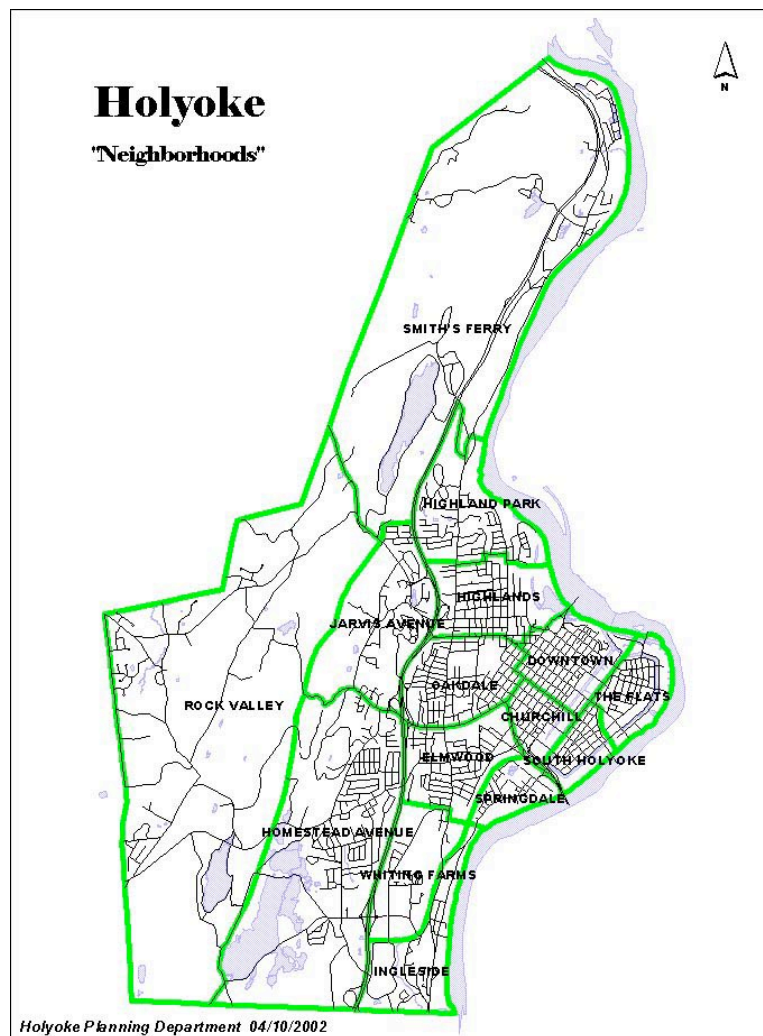 Holyoke
"Neighborhoods"
N
SMITH'S FERRY
HIGHLAND PARK
HIGHLANDS
JARVIS AVENUE
DOWNTOWN
OAKDALE
THE FLATS
ROCK VALLEY
CHURCHILL
ELMWOOD
SOUTH HOLYOKE
SPRINGDALE
HOMESTEAD AVENUE
WHITING FARMS
INGLESIDE
Holyoke Planning Department 04/10/2002